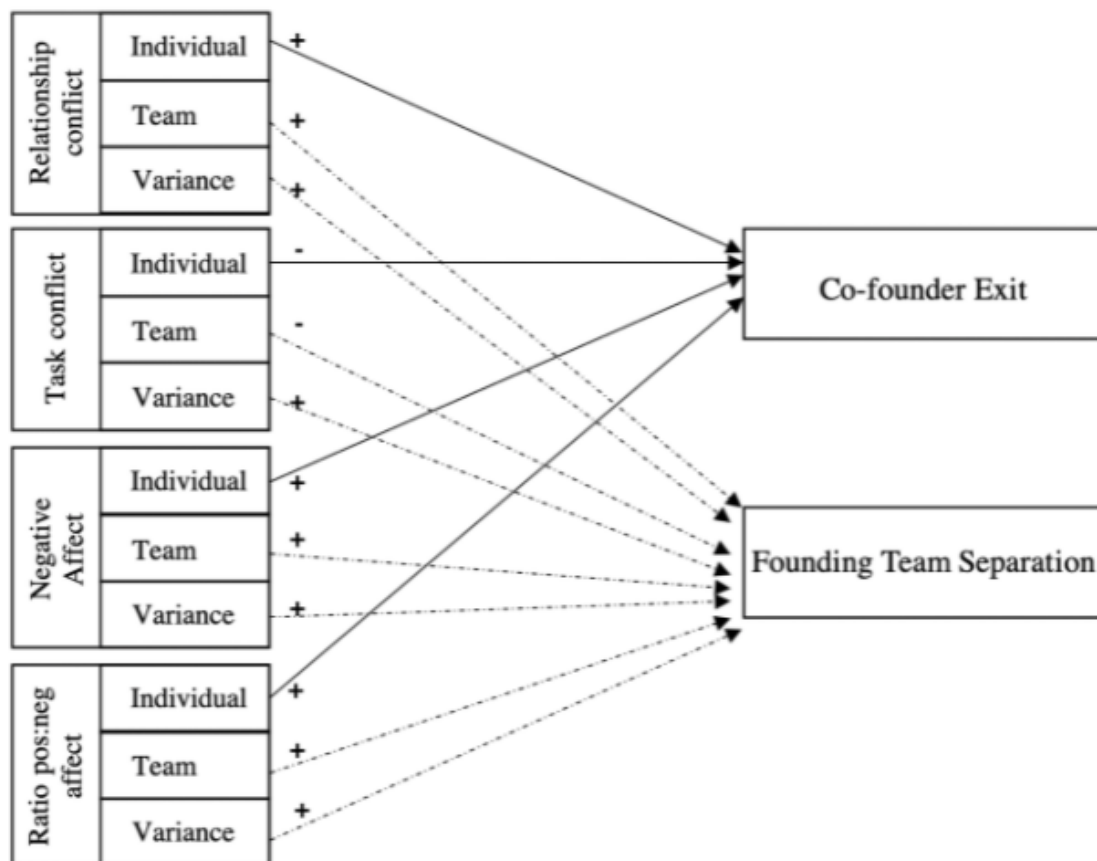 Relationship
conflict
Individual
+
Team
+
Variance
+
Task conflict
Individual
-
Team
-
Variance
+
Negative
Affect
Individual
+
Team
+
Variance
+
Ratio pos:neg
affect
Individual
+
Team
+
Variance
+
Co-founder Exit
Founding Team Separation